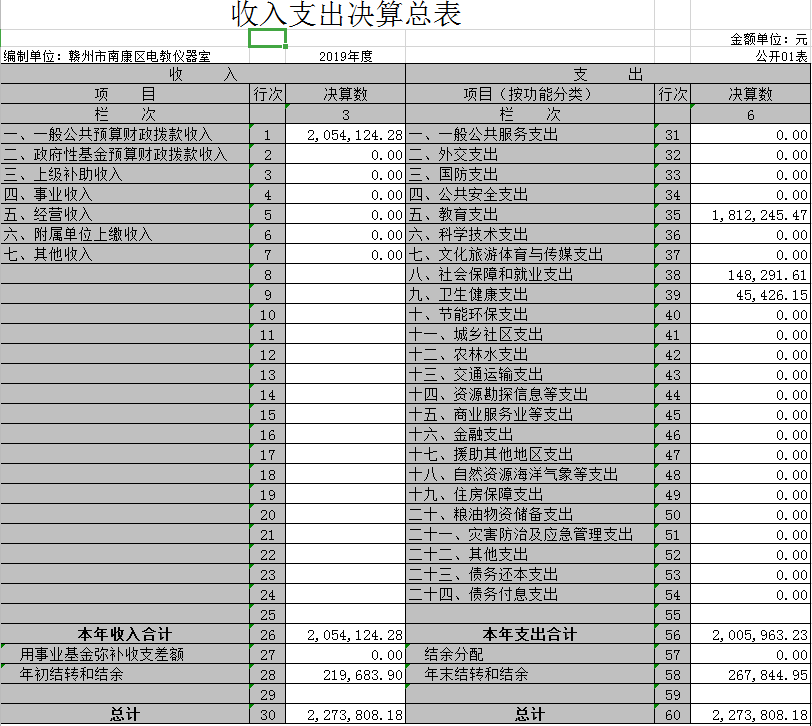 收入支出决算总表
金额单位：元
编制单位：赣州市南康区电教仪器室 2019年度 公开01表
收 入 支 出
项 目 行次 决算数 项目（按功能分类） 行次 决算数
栏 次 3 栏 次 6
一、一般公共预算财政拨款收入 1 2,054,124.28 一、一般公共服务支出 31 0.00
二、政府性基金预算财政拨款收入 2 0.00 二、外交支出 32 0.00
三、上级补助收入 3 0.00 三、国防支出 33 0.00
四、事业收入 4 0.00 四、公共安全支出 34 0.00
五、经营收入 5 0.00 五、教育支出 35 1,812,245.47
六、附属单位上缴收入 6 0.00 六、科学技术支出 36 0.00
七、其他收入 7 0.00 七、文化旅游体育与传媒支出 37 0.00
8 八、社会保障和就业支出 38 148,291.61
9 九、卫生健康支出 39 45,426.15
10 十、节能环保支出 40 0.00
11 十一、城乡社区支出 41 0.00
12 十二、农林水支出 42 0.00
13 十三、交通运输支出 43 0.00
14 十四、资源勘探信息等支出 44 0.00
15 十五、商业服务业等支出 45 0.00
16 十六、金融支出 46 0.00
17 十七、援助其他地区支出 47 0.00
18 十八、自然资源海洋气象等支出 48 0.00
19 十九、住房保障支出 49 0.00
20 二十、粮油物资储备支出 50 0.00
21 二十一、灾害防治及应急管理支出 51 0.00
22 二十二、其他支出 52 0.00
23 二十三、债务还本支出 53 0.00
24 二十四、债务付息支出 54 0.00
25 55
本年收入合计 26 2,054,124.28 本年支出合计 56 2,005,963.23
用事业基金弥补收支差额 27 0.00 结余分配 57 0.00
年初结转和结余 28 219,683.90 年末结转和结余 58 267,844.95
29 59
总计 30 2,273,808.18 总计 60 2,273,808.18